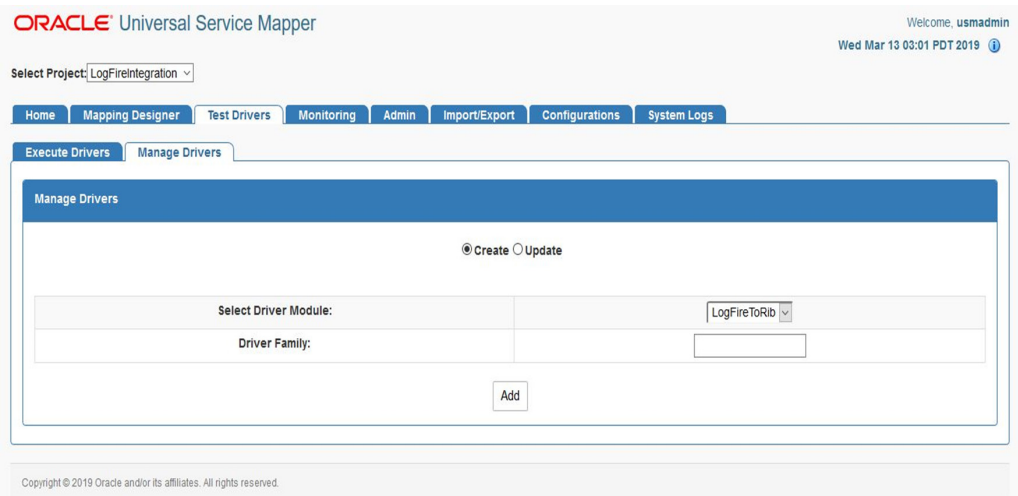 ORACLE® Universal Service Mapper
Welcome, usmadmin
Wed Mar 13 03:01 PDT 2019
Select Project: LogFireIntegration
Home Mapping Designer Test Drivers Monitoring Admin Import/Export Configurations System Logs
Execute Drivers Manage Drivers
Manage Drivers
Create Update
Select Driver Module: LogFireToRib
Driver Family:
Add
Copyright © 2019 Oracle and/or its affiliates. All rights reserved.